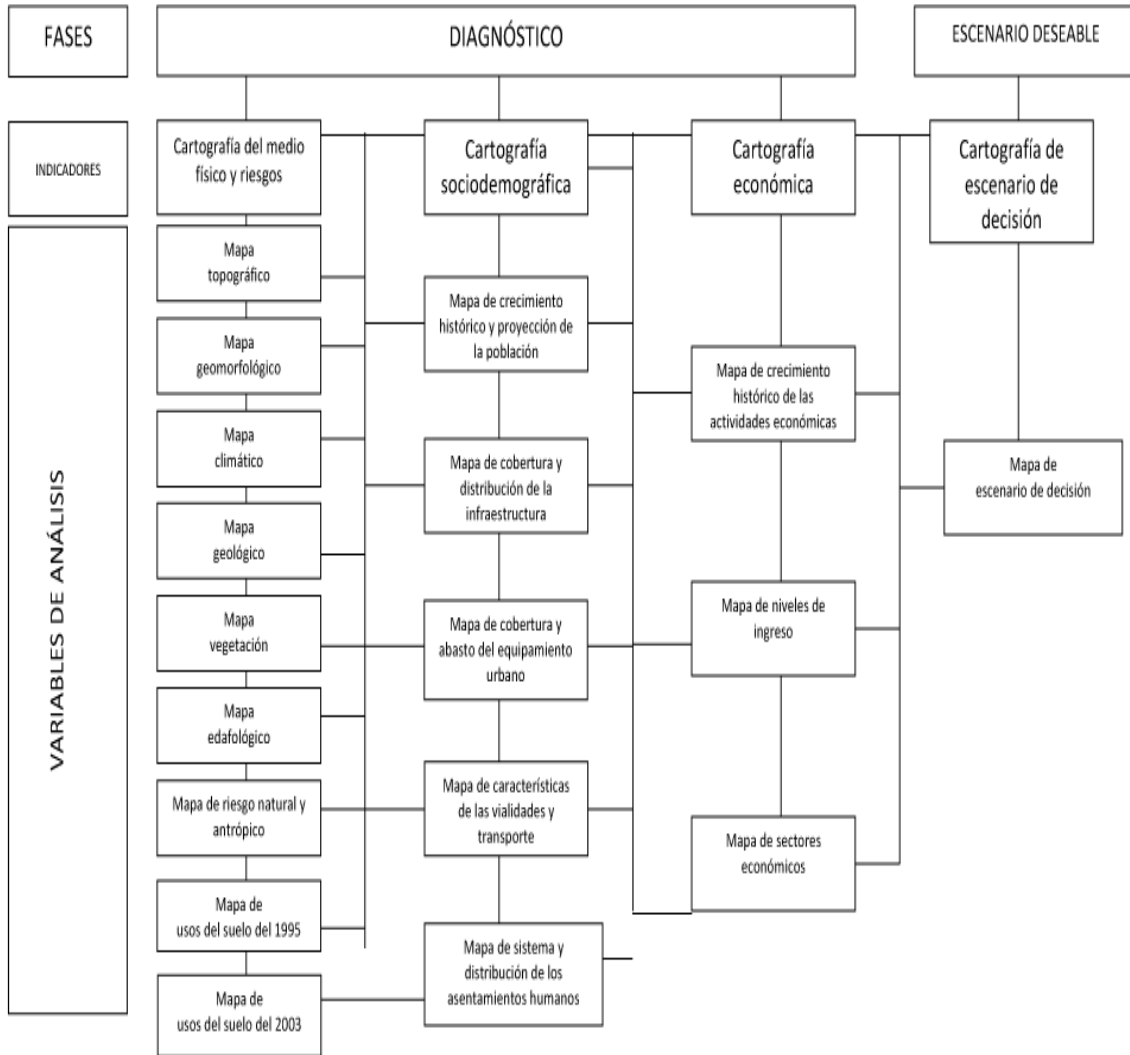 FASES
DIAGNÓSTICO
ESCENARIO DESEABLE
INDICADORES
Cartografía del medio
físico y riesgos
Cartografía
sociodemográfica
Cartografía
económica
Cartografía de
escenario de
decisión
VARIABLES DE ANÁLISIS
Mapa
topográfico
Mapa
geomorfológico
Mapa
climático
Mapa
geológico
Mapa
vegetación
Mapa
edafológico
Mapa de riesgo natural y
antrópico
Mapa de
usos del suelo del 1995
Mapa de
usos del suelo del 2003
Mapa de crecimiento
histórico y proyección de
la población
Mapa de cobertura y
distribución de la
infraestructura
Mapa de cobertura y
abasto del equipamiento
urbano
Mapa de características
de las vialidades y
transporte
Mapa de sistema y
distribución de los
asentamientos humanos
Mapa de crecimiento
histórico de las
actividades económicas
Mapa de niveles de
ingreso
Mapa de sectores
económicos
Mapa de
escenario de decisión